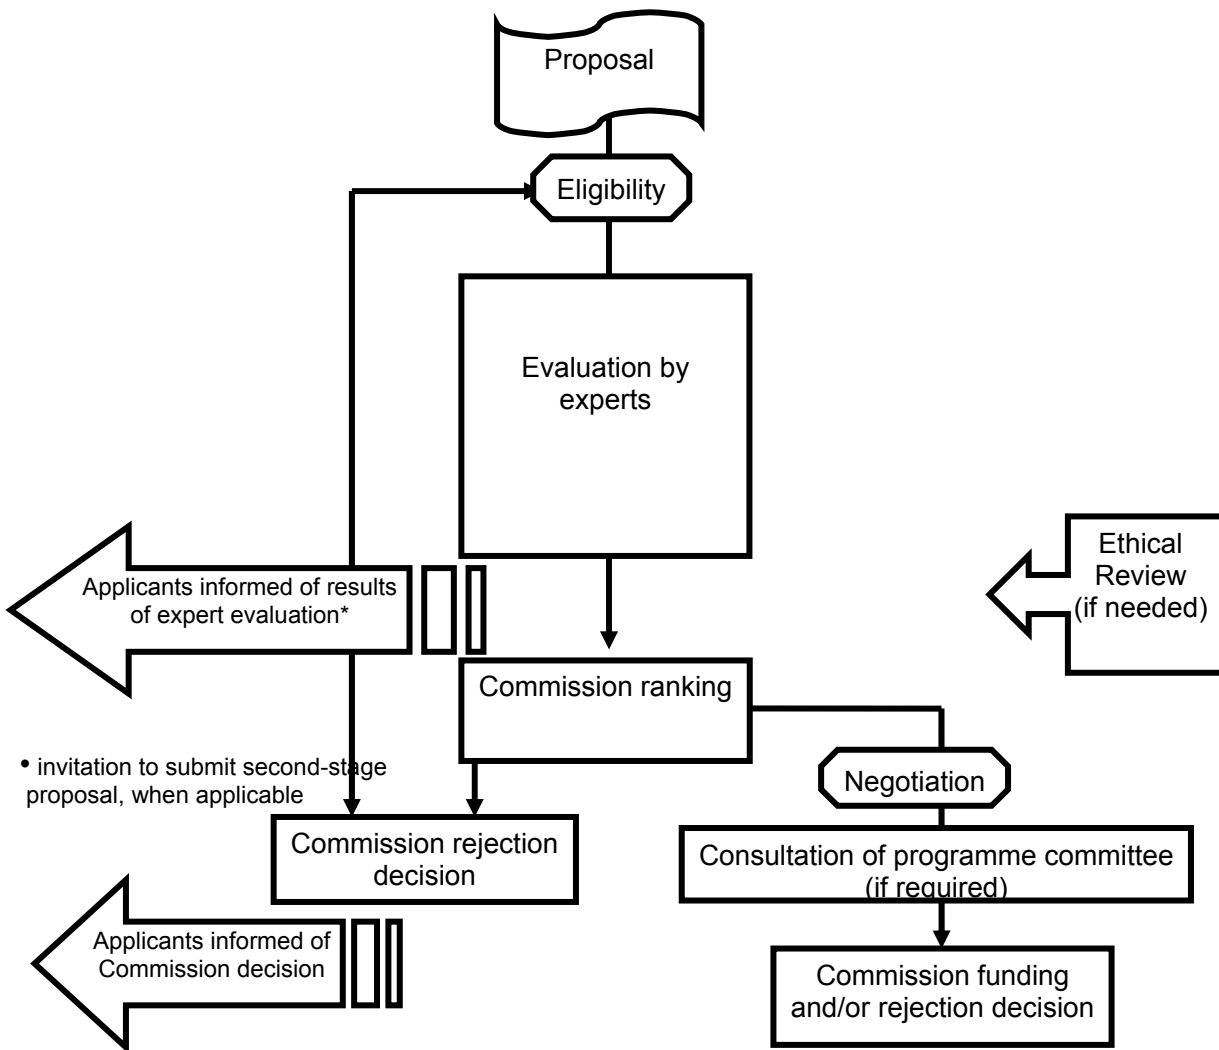 Proposal
Eligibility
Evaluation by
experts
Applicants informed of results
of expert evaluation*
Ethical
Review
(if needed)
Commission ranking
• invitation to submit second-stage
proposal, when applicable
Negotiation
Commission rejection
decision
Consultation of programme committee
(if required)
Applicants informed of
Commission decision
Commission funding
and/or rejection decision